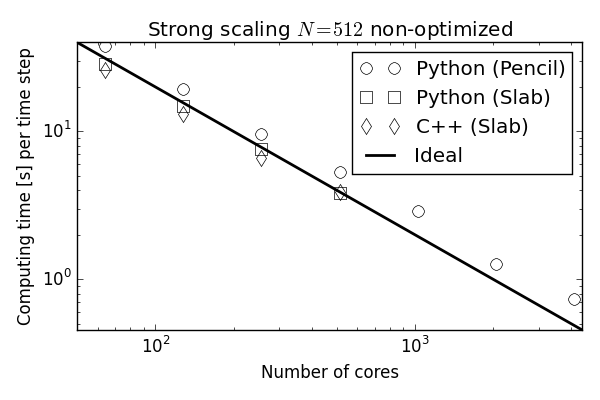 Strong scaling N=512 non-optimized
Computing time [s] per time step
10¹
10⁰
Python (Pencil)
Python (Slab)
C++ (Slab)
Ideal
10² 10³
Number of cores